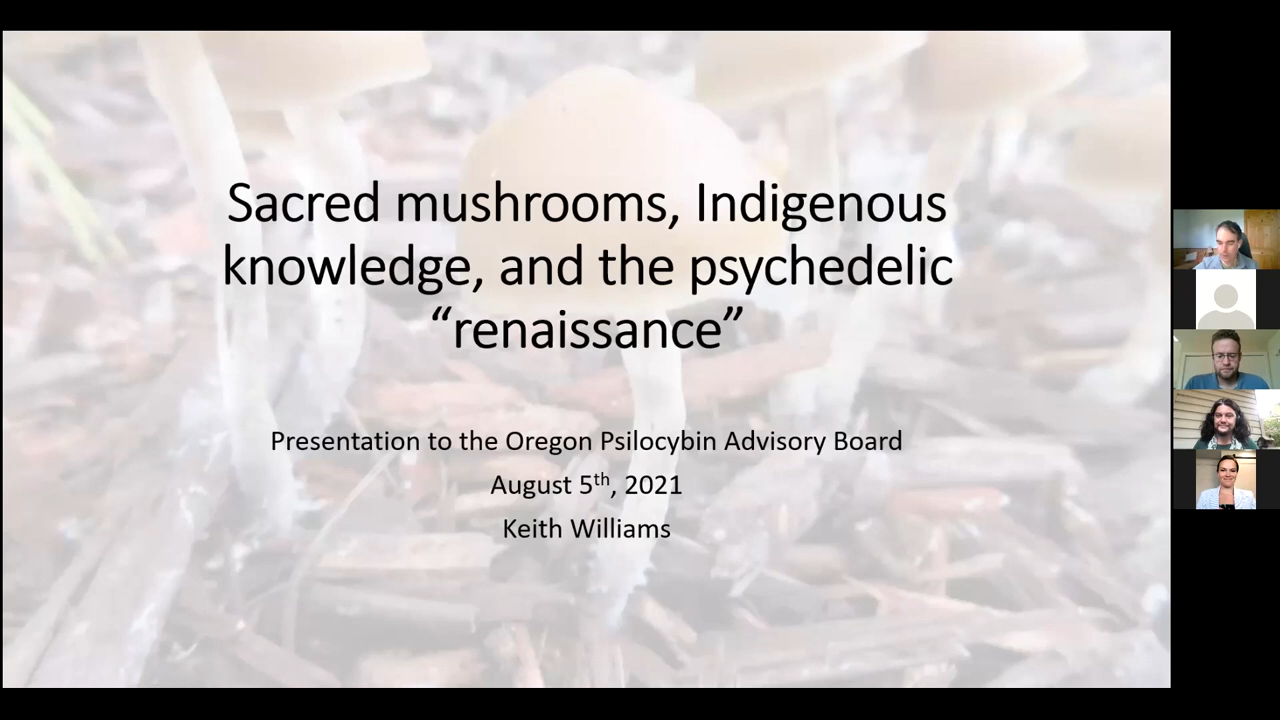 Sacred mushrooms, Indigenous
knowledge, and the psychedelic
“renaissance”
Presentation to the Oregon Psilocybin Advisory Board
August 5th, 2021
Keith Williams